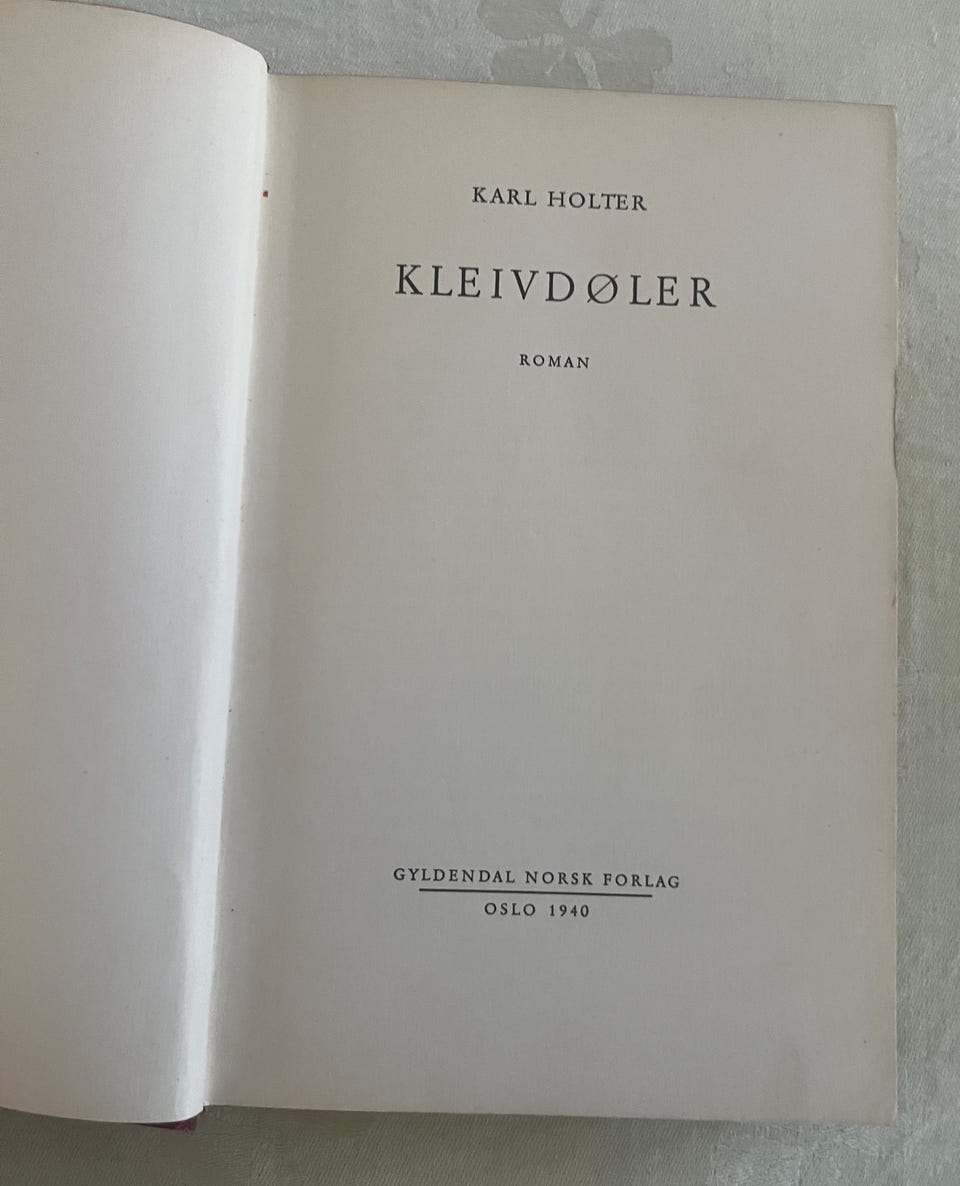 KARL HOLTER
KLEIVDØLER
ROMAN
GYLDENDAL NORSK FORLAG
OSLO 1940